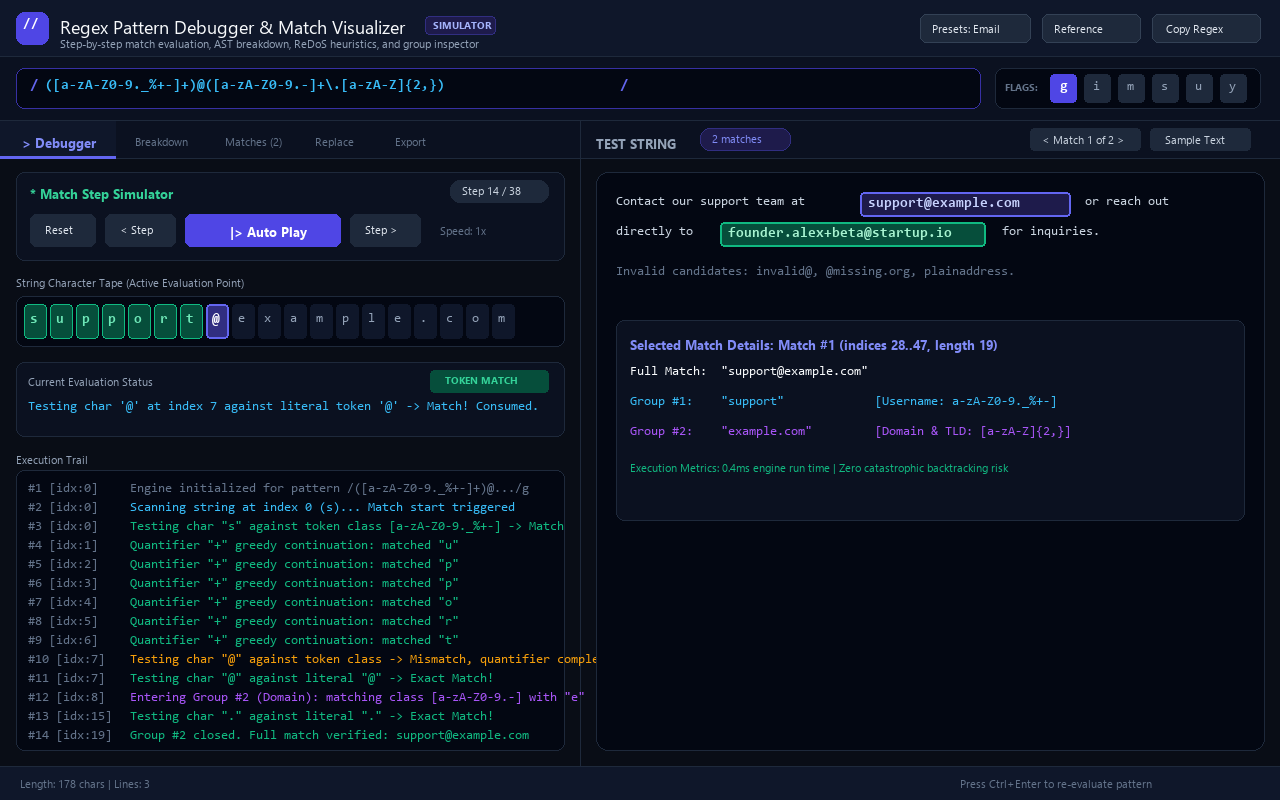 // Regex Pattern Debugger & Match Visualizer SIMULATOR
Step-by-step match evaluation, AST breakdown, ReDoS heuristics, and group inspector
Presets: Email Reference Copy Regex
/ ([a-zA-Z0-9._%+-]+)@([a-zA-Z0-9.-]+\.[a-zA-Z]{2,}) /
FLAGS: g i m s u y
> Debugger Breakdown Matches (2) Replace Export
* Match Step Simulator Step 14 / 38
Reset < Step |> Auto Play Step > Speed: 1x
String Character Tape (Active Evaluation Point)
s u p p o r t @ e x a m p l e . c o m
Current Evaluation Status TOKEN MATCH
Testing char '@' at index 7 against literal token '@' -> Match! Consumed.
Execution Trail
#1 [idx:0] Engine initialized for pattern /([a-zA-Z0-9._%+-]+)@.../g
#2 [idx:0] Scanning string at index 0 (s)... Match start triggered
#3 [idx:0] Testing char "s" against token class [a-zA-Z0-9._%+-] -> Match
#4 [idx:1] Quantifier "+" greedy continuation: matched "u"
#5 [idx:2] Quantifier "+" greedy continuation: matched "p"
#6 [idx:3] Quantifier "+" greedy continuation: matched "p"
#7 [idx:4] Quantifier "+" greedy continuation: matched "o"
#8 [idx:5] Quantifier "+" greedy continuation: matched "r"
#9 [idx:6] Quantifier "+" greedy continuation: matched "t"
#10 [idx:7] Testing char "@" against token class -> Mismatch, quantifier comple
#11 [idx:7] Testing char "@" against literal "@" -> Exact Match!
#12 [idx:8] Entering Group #2 (Domain): matching class [a-zA-Z0-9.-] with "e"
#13 [idx:15] Testing char "." against literal "." -> Exact Match!
#14 [idx:19] Group #2 closed. Full match verified: support@example.com
TEST STRING 2 matches < Match 1 of 2 > Sample Text
Contact our support team at support@example.com or reach out
directly to founder.alex+beta@startup.io for inquiries.
Invalid candidates: invalid@, @missing.org, plainaddress.
Selected Match Details: Match #1 (indices 28..47, length 19)
Full Match: "support@example.com"
Group #1: "support" [Username: a-zA-Z0-9._%+-]
Group #2: "example.com" [Domain & TLD: [a-zA-Z]{2,}]
Execution Metrics: 0.4ms engine run time | Zero catastrophic backtracking risk
Length: 178 chars | Lines: 3
Press Ctrl+Enter to re-evaluate pattern